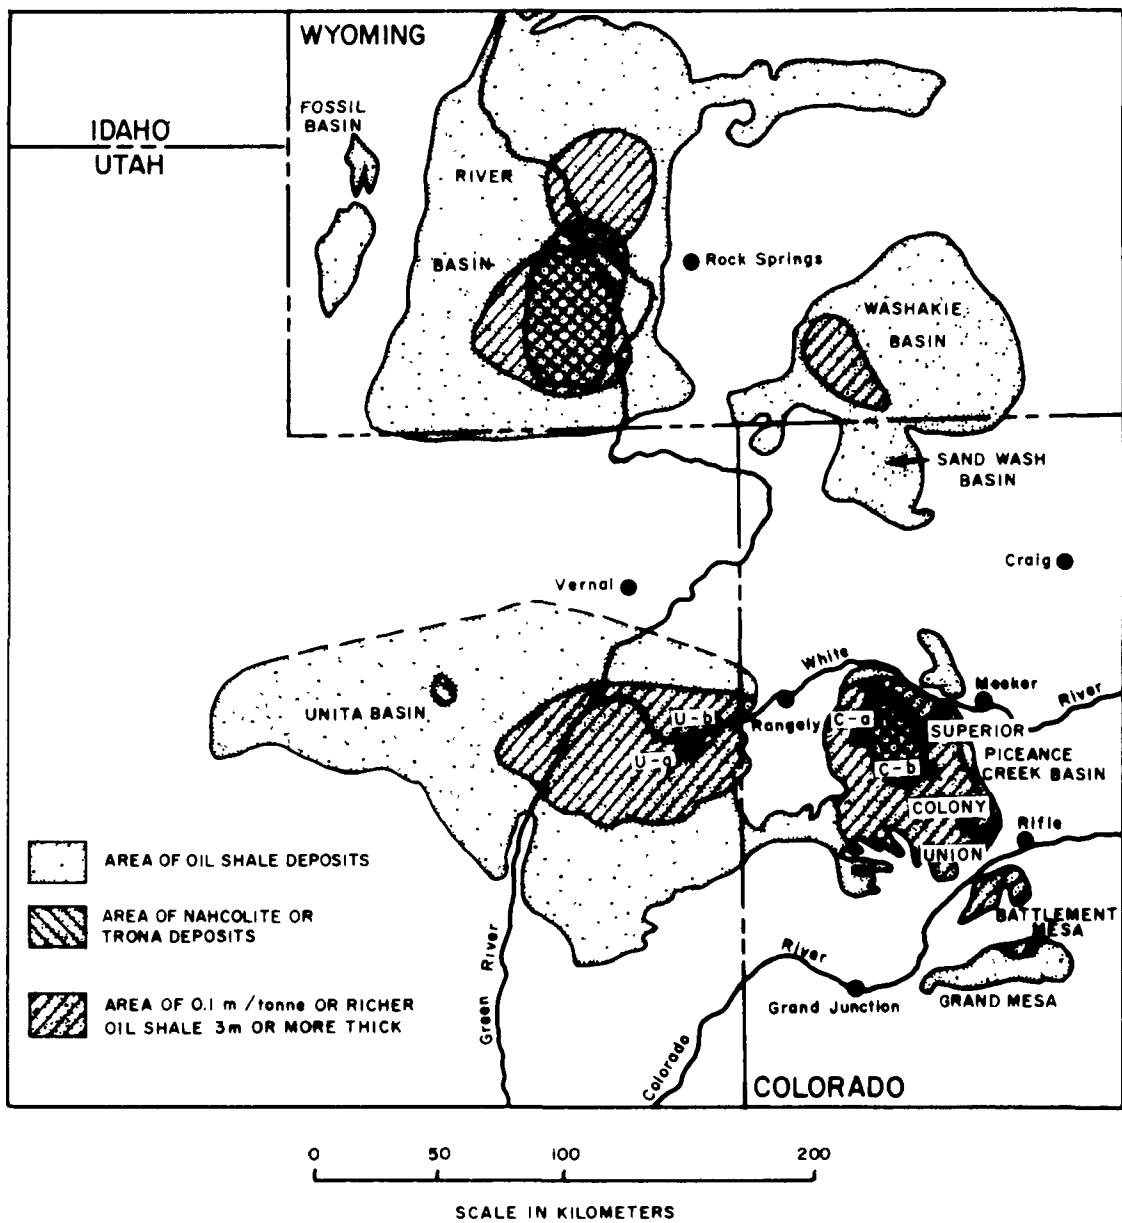 WYOMING
IDAHO
UTAH
FOSSIL
BASIN
RIVER
BASIN
Rock Springs
WASHAKIE
BASIN
SAND WASH
BASIN
Craig
Vernal
White
Meeker
River
UNITA BASIN
U-b
Rangely
C-a
SUPERIOR
U-a
C-b
PICEANCE
CREEK BASIN
COLONY
Rifle
UNION
AREA OF OIL SHALE DEPOSITS
AREA OF NAHCOLITE OR
TRONA DEPOSITS
BATTLEMENT
MESA
River
River
GRAND MESA
Grand Junction
AREA OF 0.1 m /tonne OR RICHER
OIL SHALE 3m OR MORE THICK
Green
Colorado
COLORADO
0 50 100 200
SCALE IN KILOMETERS